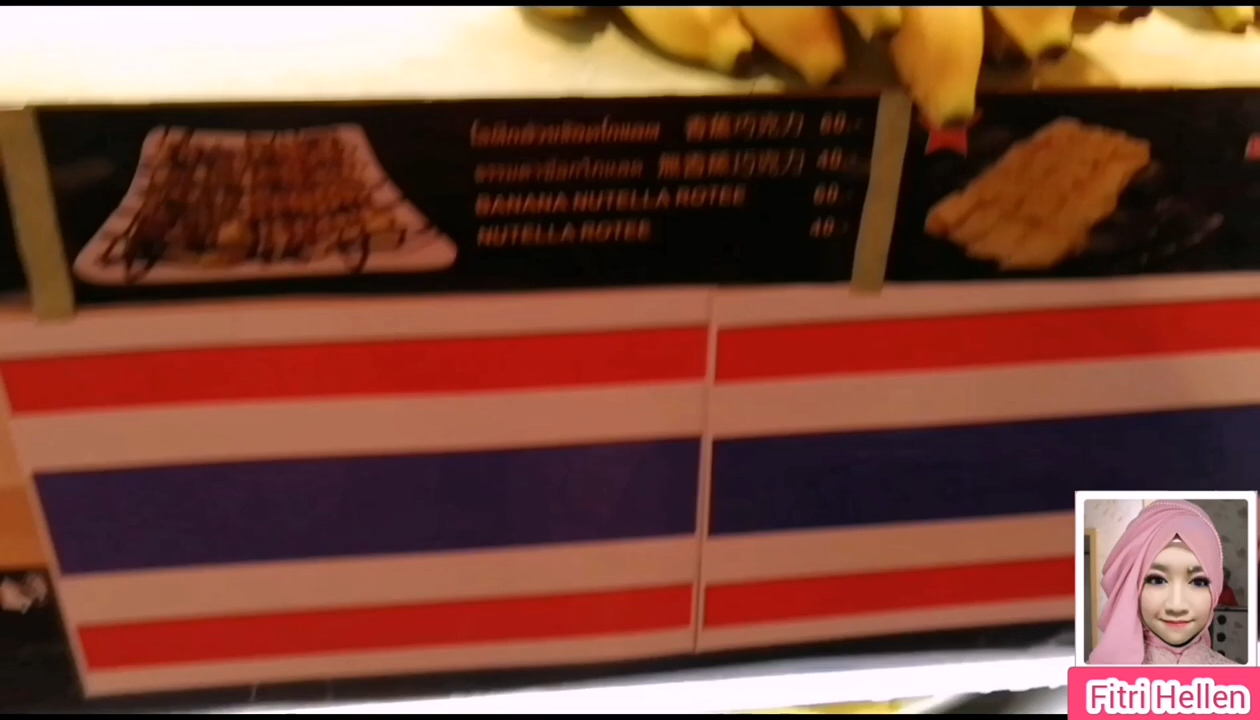 香蕉巧克力 60.-
無香蕉巧克力 40.-
BANANA NUTELLA ROTEE 60.-
NUTELLA ROTEE 40.-
Fitri Hellen